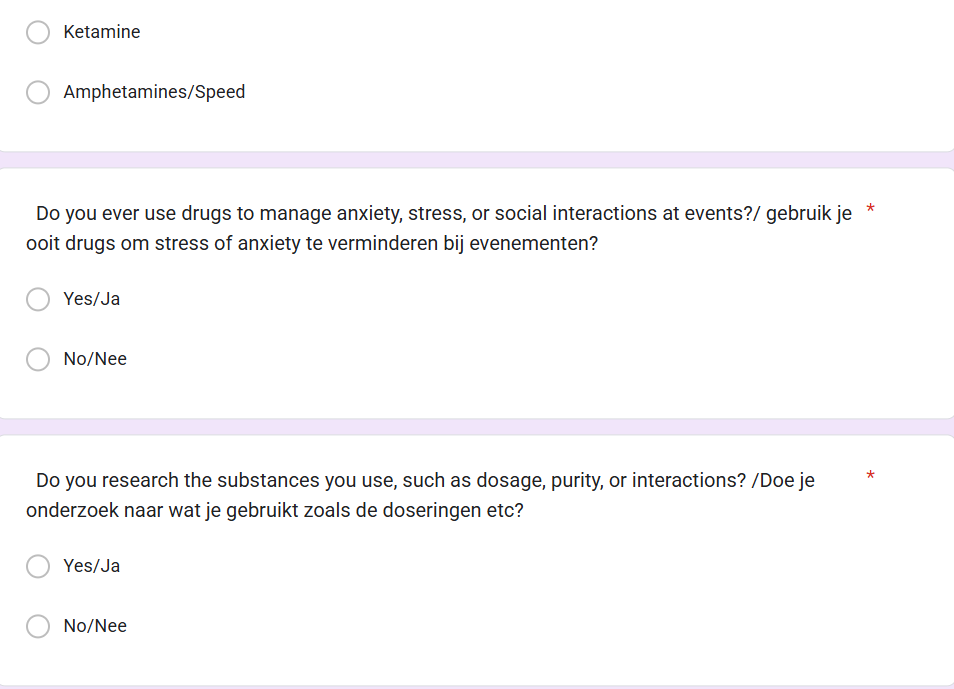 Ketamine
Amphetamines/Speed
Do you ever use drugs to manage anxiety, stress, or social interactions at events?/ gebruik je *
ooit drugs om stress of anxiety te verminderen bij evenementen?
Yes/Ja
No/Nee
Do you research the substances you use, such as dosage, purity, or interactions? /Doe je *
onderzoek naar wat je gebruikt zoals de doseringen etc?
Yes/Ja
No/Nee